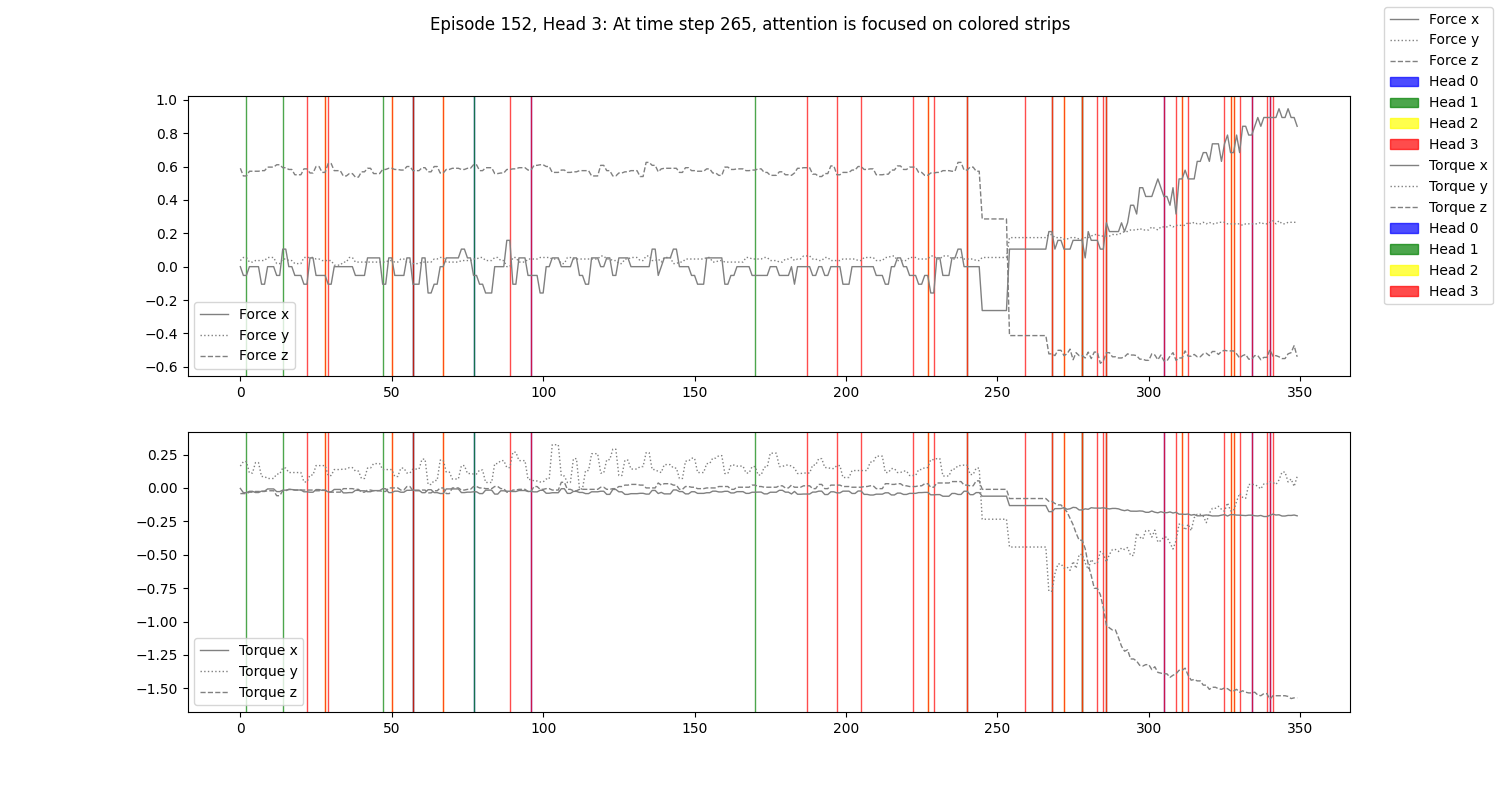 Episode 152, Head 3: At time step 265, attention is focused on colored strips
Force x
Force y
Force z
Head 0
Head 1
Head 2
Head 3
Torque x
Torque y
Torque z
Head 0
Head 1
Head 2
Head 3
1.0
0.8
0.6
0.4
0.2
0.0
−0.2
−0.4
−0.6
Force x
Force y
Force z
0 50 100 150 200 250 300 350
0.25
0.00
−0.25
−0.50
−0.75
−1.00
−1.25
−1.50
Torque x
Torque y
Torque z
0 50 100 150 200 250 300 350